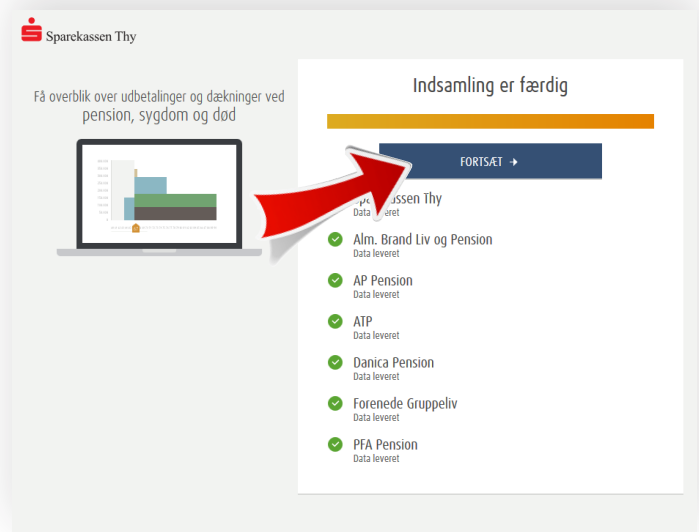 Sparekassen Thy
Få overblik over udbetalinger og dækninger ved
pension, sygdom og død
Indsamling er færdig
FORTSÆT →
Thy
Data leveret
Alm. Brand Liv og Pension
Data leveret
AP Pension
Data leveret
ATP
Data leveret
Danica Pension
Data leveret
Forenede Gruppeliv
Data leveret
PFA Pension
Data leveret